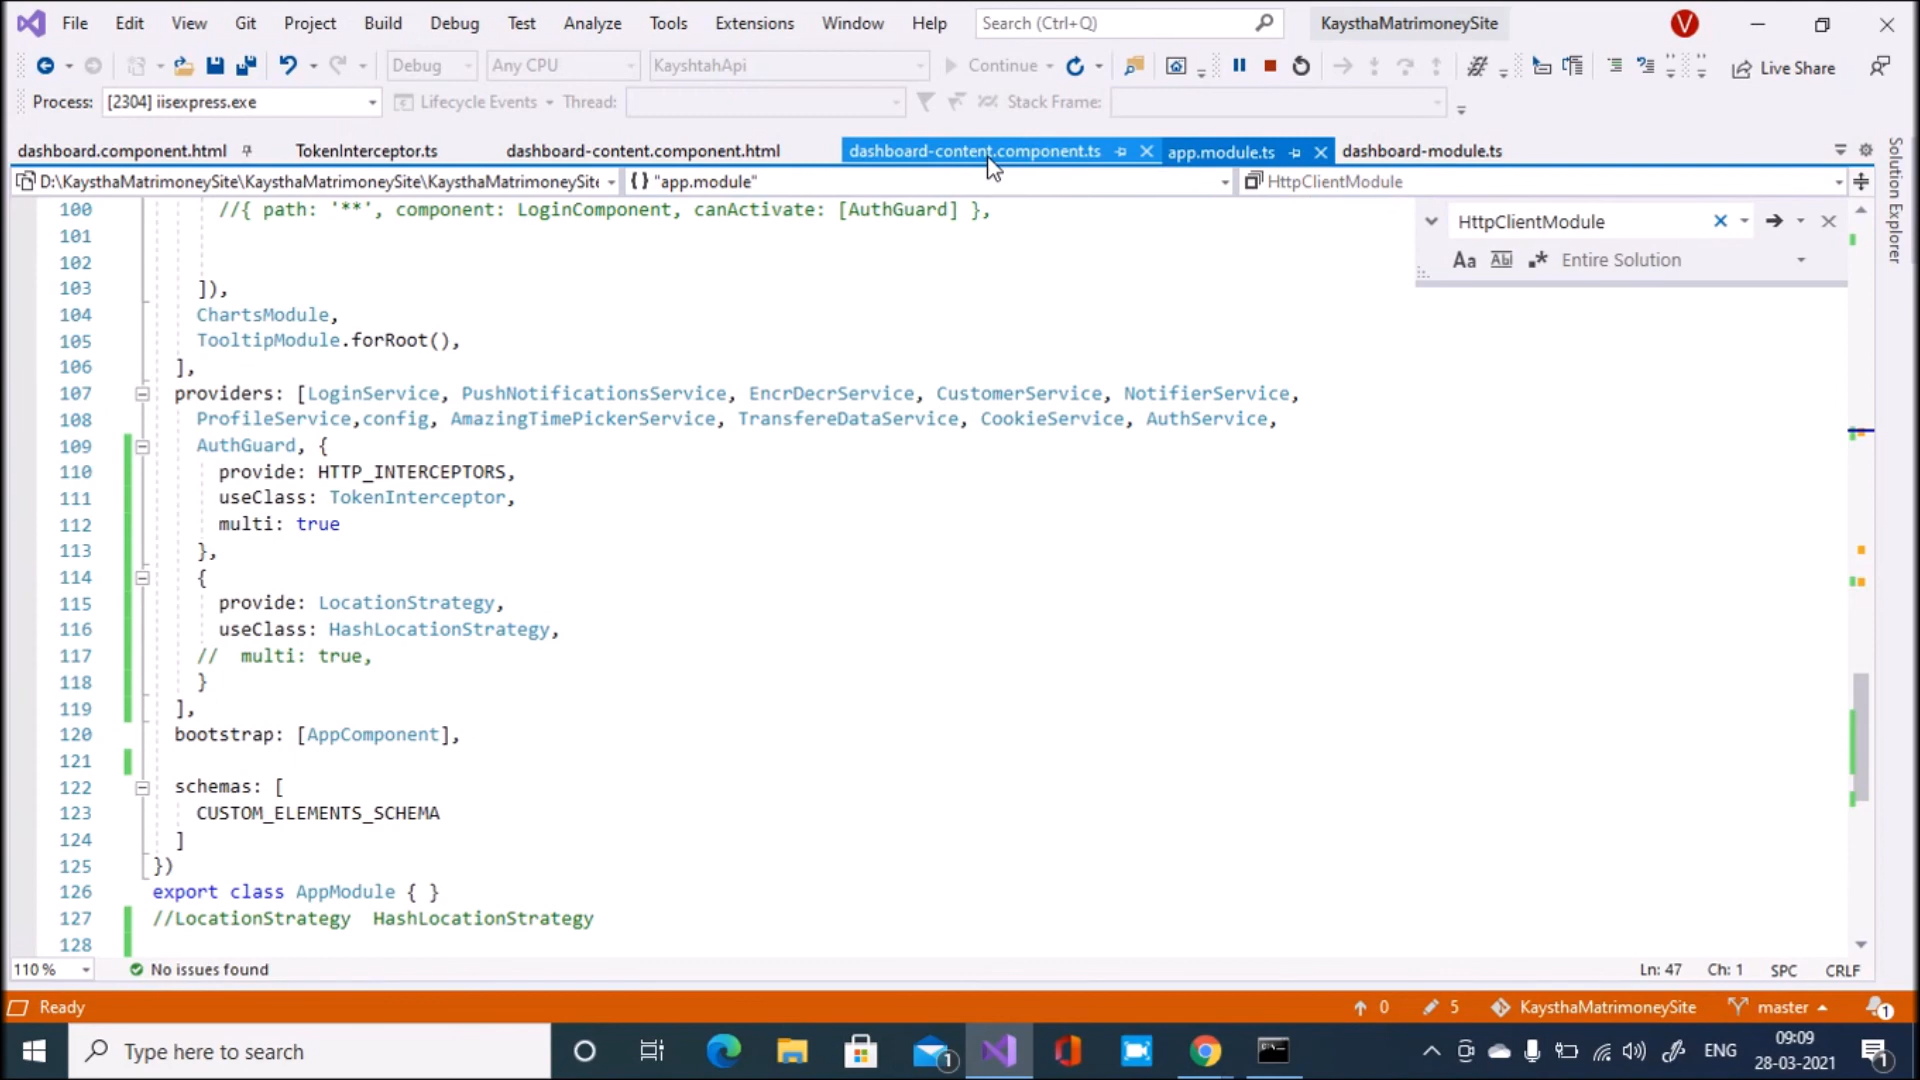 File Edit View Git Project Build Debug Test Analyze Tools Extensions Window Help Search (Ctrl+Q) KaysthaMatrimoneySite V
Debug Any CPU KayshtahApi Continue Live Share
Process: [2304] iisexpress.exe Lifecycle Events Thread: Stack Frame:
dashboard.component.html TokenInterceptor.ts dashboard-content.component.html dashboard-content.component.ts app.module.ts dashboard-module.ts
D:\KaysthaMatrimoneySite\KaysthaMatrimoneySite\KaysthaMatrimoneySite {} "app.module" HttpClientModule
Solution Explorer
HttpClientModule
Aa Abl .* Entire Solution
100 //{ path: '**', component: LoginComponent, canActivate: [AuthGuard] },
101
102
103 ]),
104 ChartsModule,
105 TooltipModule.forRoot(),
106 ],
107 providers: [LoginService, PushNotificationsService, EncrDecrService, CustomerService, NotifierService,
108 ProfileService,config, AmazingTimePickerService, TransfereDataService, CookieService, AuthService,
109 AuthGuard, {
110 provide: HTTP_INTERCEPTORS,
111 useClass: TokenInterceptor,
112 multi: true
113 },
114 {
115 provide: LocationStrategy,
116 useClass: HashLocationStrategy,
117 // multi: true,
118 }
119 ],
120 bootstrap: [AppComponent],
121
122 schemas: [
123 CUSTOM_ELEMENTS_SCHEMA
124 ]
125 })
126 export class AppModule { }
127 //LocationStrategy HashLocationStrategy
128
110 % No issues found Ln: 47 Ch: 1 SPC CRLF
Ready 0 5 KaysthaMatrimoneySite master 1
Type here to search 1 ENG 09:09
28-03-2021 1